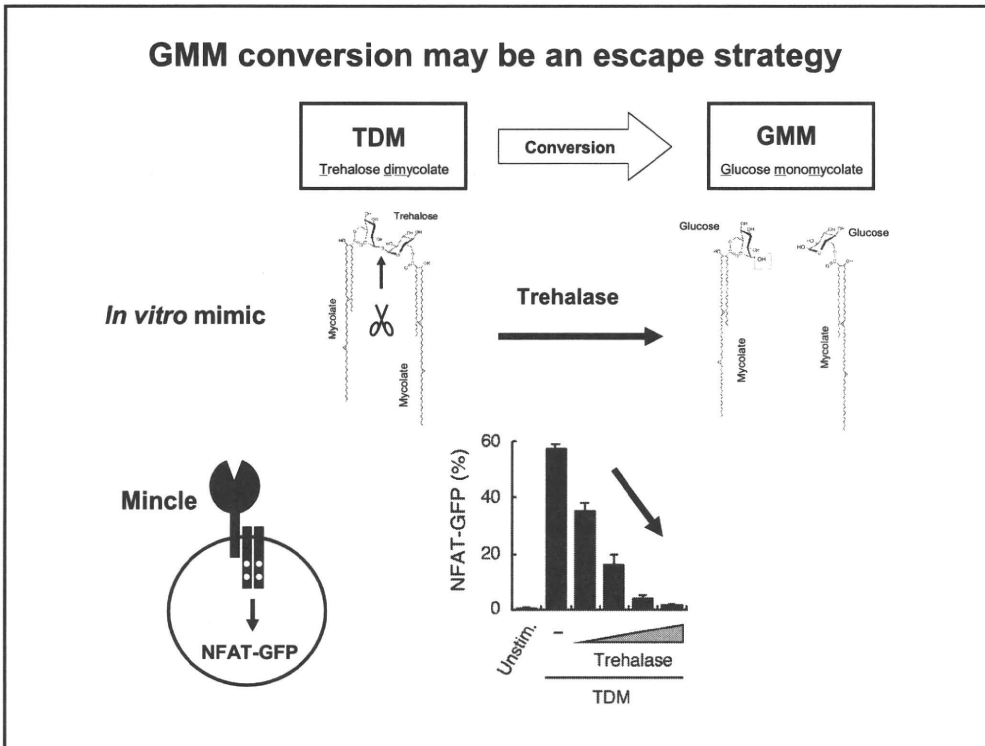 GMM conversion may be an escape strategy
TDM
Trehalose dimycolate
Conversion
GMM
Glucose monomycolate
Trehalose
Glucose
Glucose
In vitro mimic
Mycolate
Mycolate
Trehalase
Mycolate
Mycolate
Mincle
NFAT-GFP
NFAT-GFP (%)
60
40
20
0
Unstim.
–
Trehalase
TDM